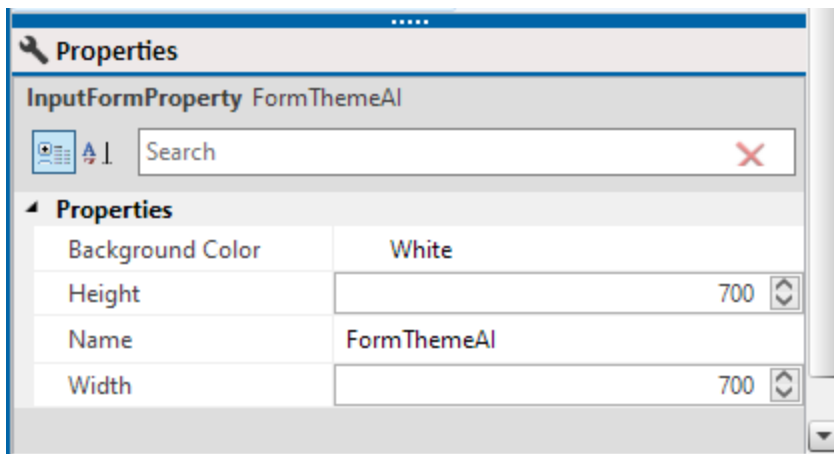 Properties
InputFormProperty FormThemeAI
Search
Properties
Background Color White
Height 700
Name FormThemeAI
Width 700